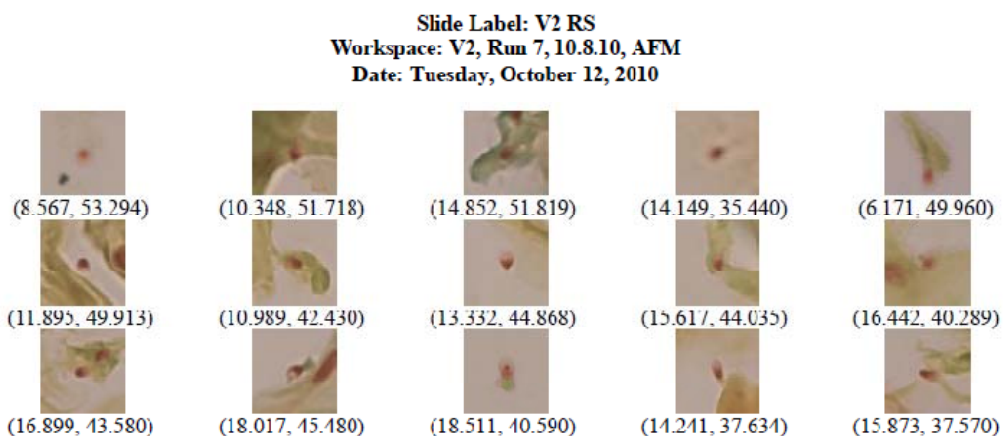 Slide Label: V2 RS
Workspace: V2, Run 7, 10.8.10, AFM
Date: Tuesday, October 12, 2010
(8.567, 53.294) (10.348, 51.718) (14.852, 51.819) (14.149, 35.440) (6.171, 49.960)
(11.895, 49.913) (10.989, 42.430) (13.332, 44.868) (15.617, 44.035) (16.442, 40.289)
(16.899, 43.580) (18.017, 45.480) (18.511, 40.590) (14.241, 37.634) (15.873, 37.570)